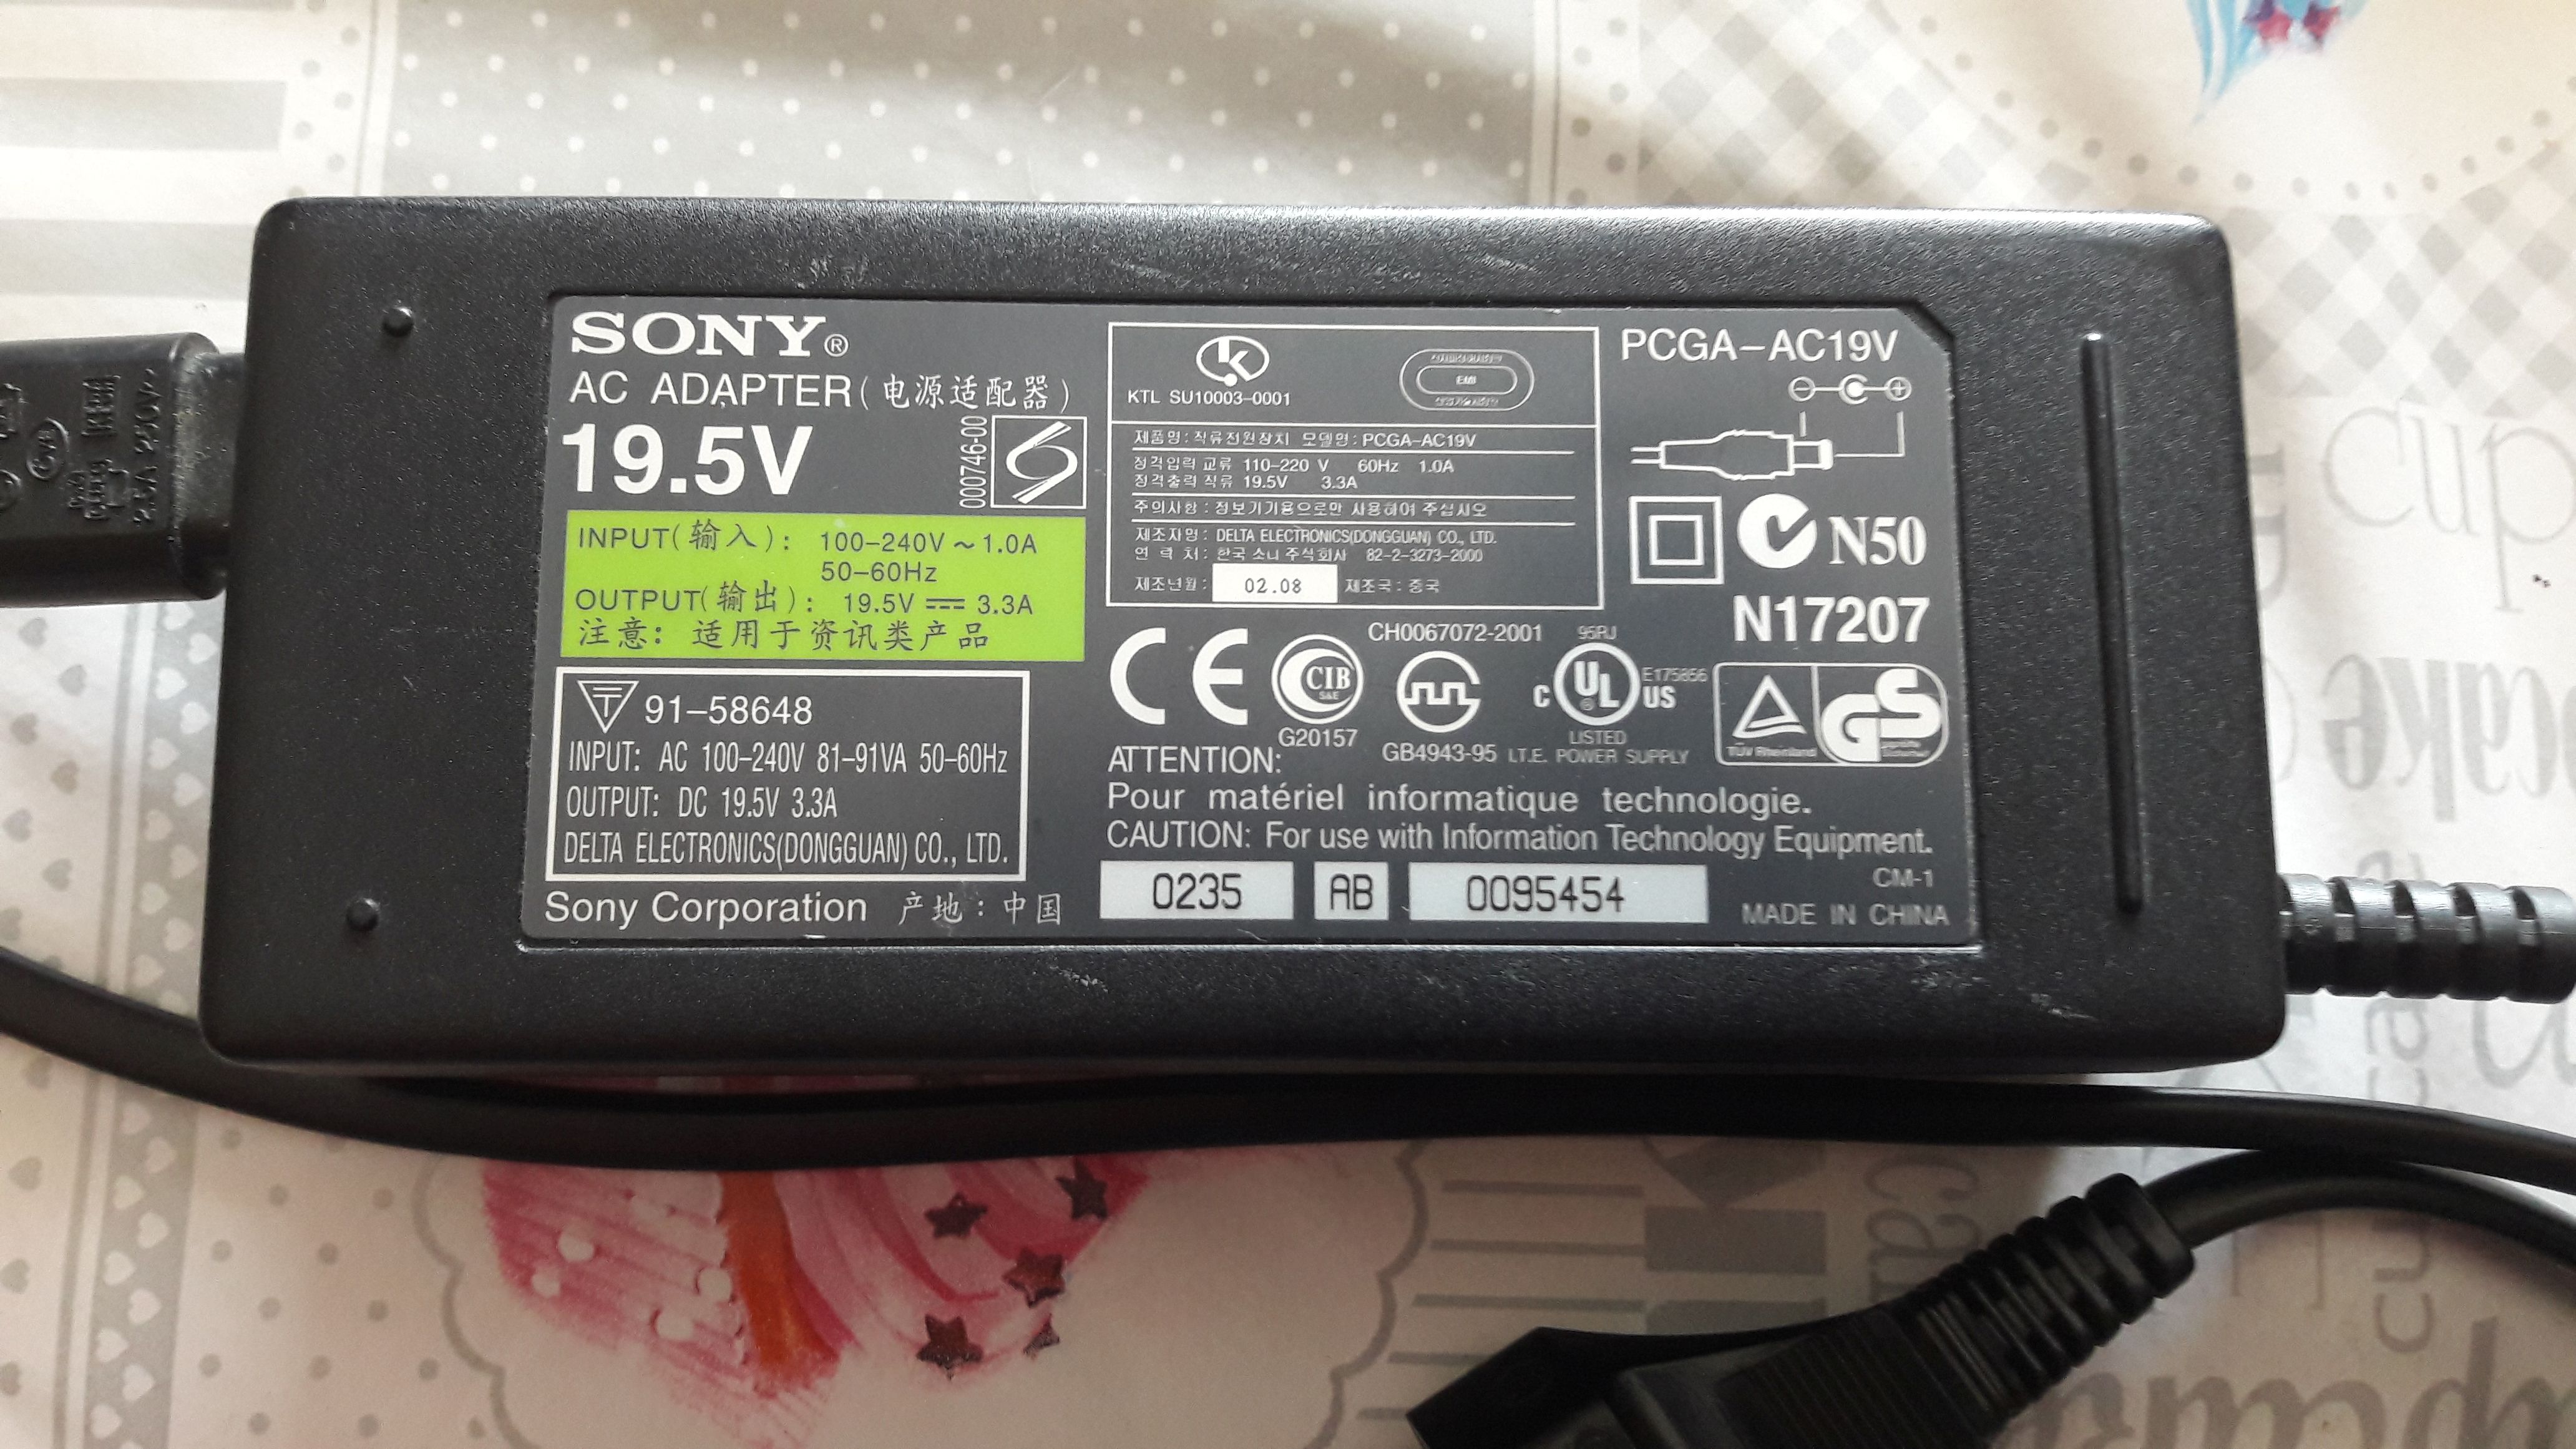 SONY®
AC ADAPTER(电源适配器)
19.5V
000746-00
INPUT(输入): 100-240V~1.0A
50-60Hz
OUTPUT(输出): 19.5V⎓3.3A
注意: 适用于资讯类产品
91-58648
INPUT: AC 100-240V 81-91VA 50-60Hz
OUTPUT: DC 19.5V 3.3A
DELTA ELECTRONICS(DONGGUAN) CO., LTD.
Sony Corporation 产地:中国
KTL SU10003-0001
EMI
제품명:직류전원장치 모델명:PCGA-AC19V
정격입력 교류 110-220 V 60Hz 1.0A
정격출력 직류 19.5V 3.3A
주의사항:정보기기용으로만 사용하여 주십시오
제조자명: DELTA ELECTRONICS(DONGGUAN) CO., LTD.
연락처: 한국 소니 주식회사 82-2-3273-2000
제조년월: 02.08 제조국:중국
PCGA-AC19V
N50
N17207
CE
CIB
S&E
G20157
CH0067072-2001
GB4943-95
95RJ
c UL® US
E175856
LISTED
I.T.E. POWER SUPPLY
TÜV Rheinland
GS
ATTENTION:
Pour matériel informatique technologie.
CAUTION: For use with Information Technology Equipment.
0235 AB 0095454
CM-1
MADE IN CHINA
2.5A 250V~
cup
cake